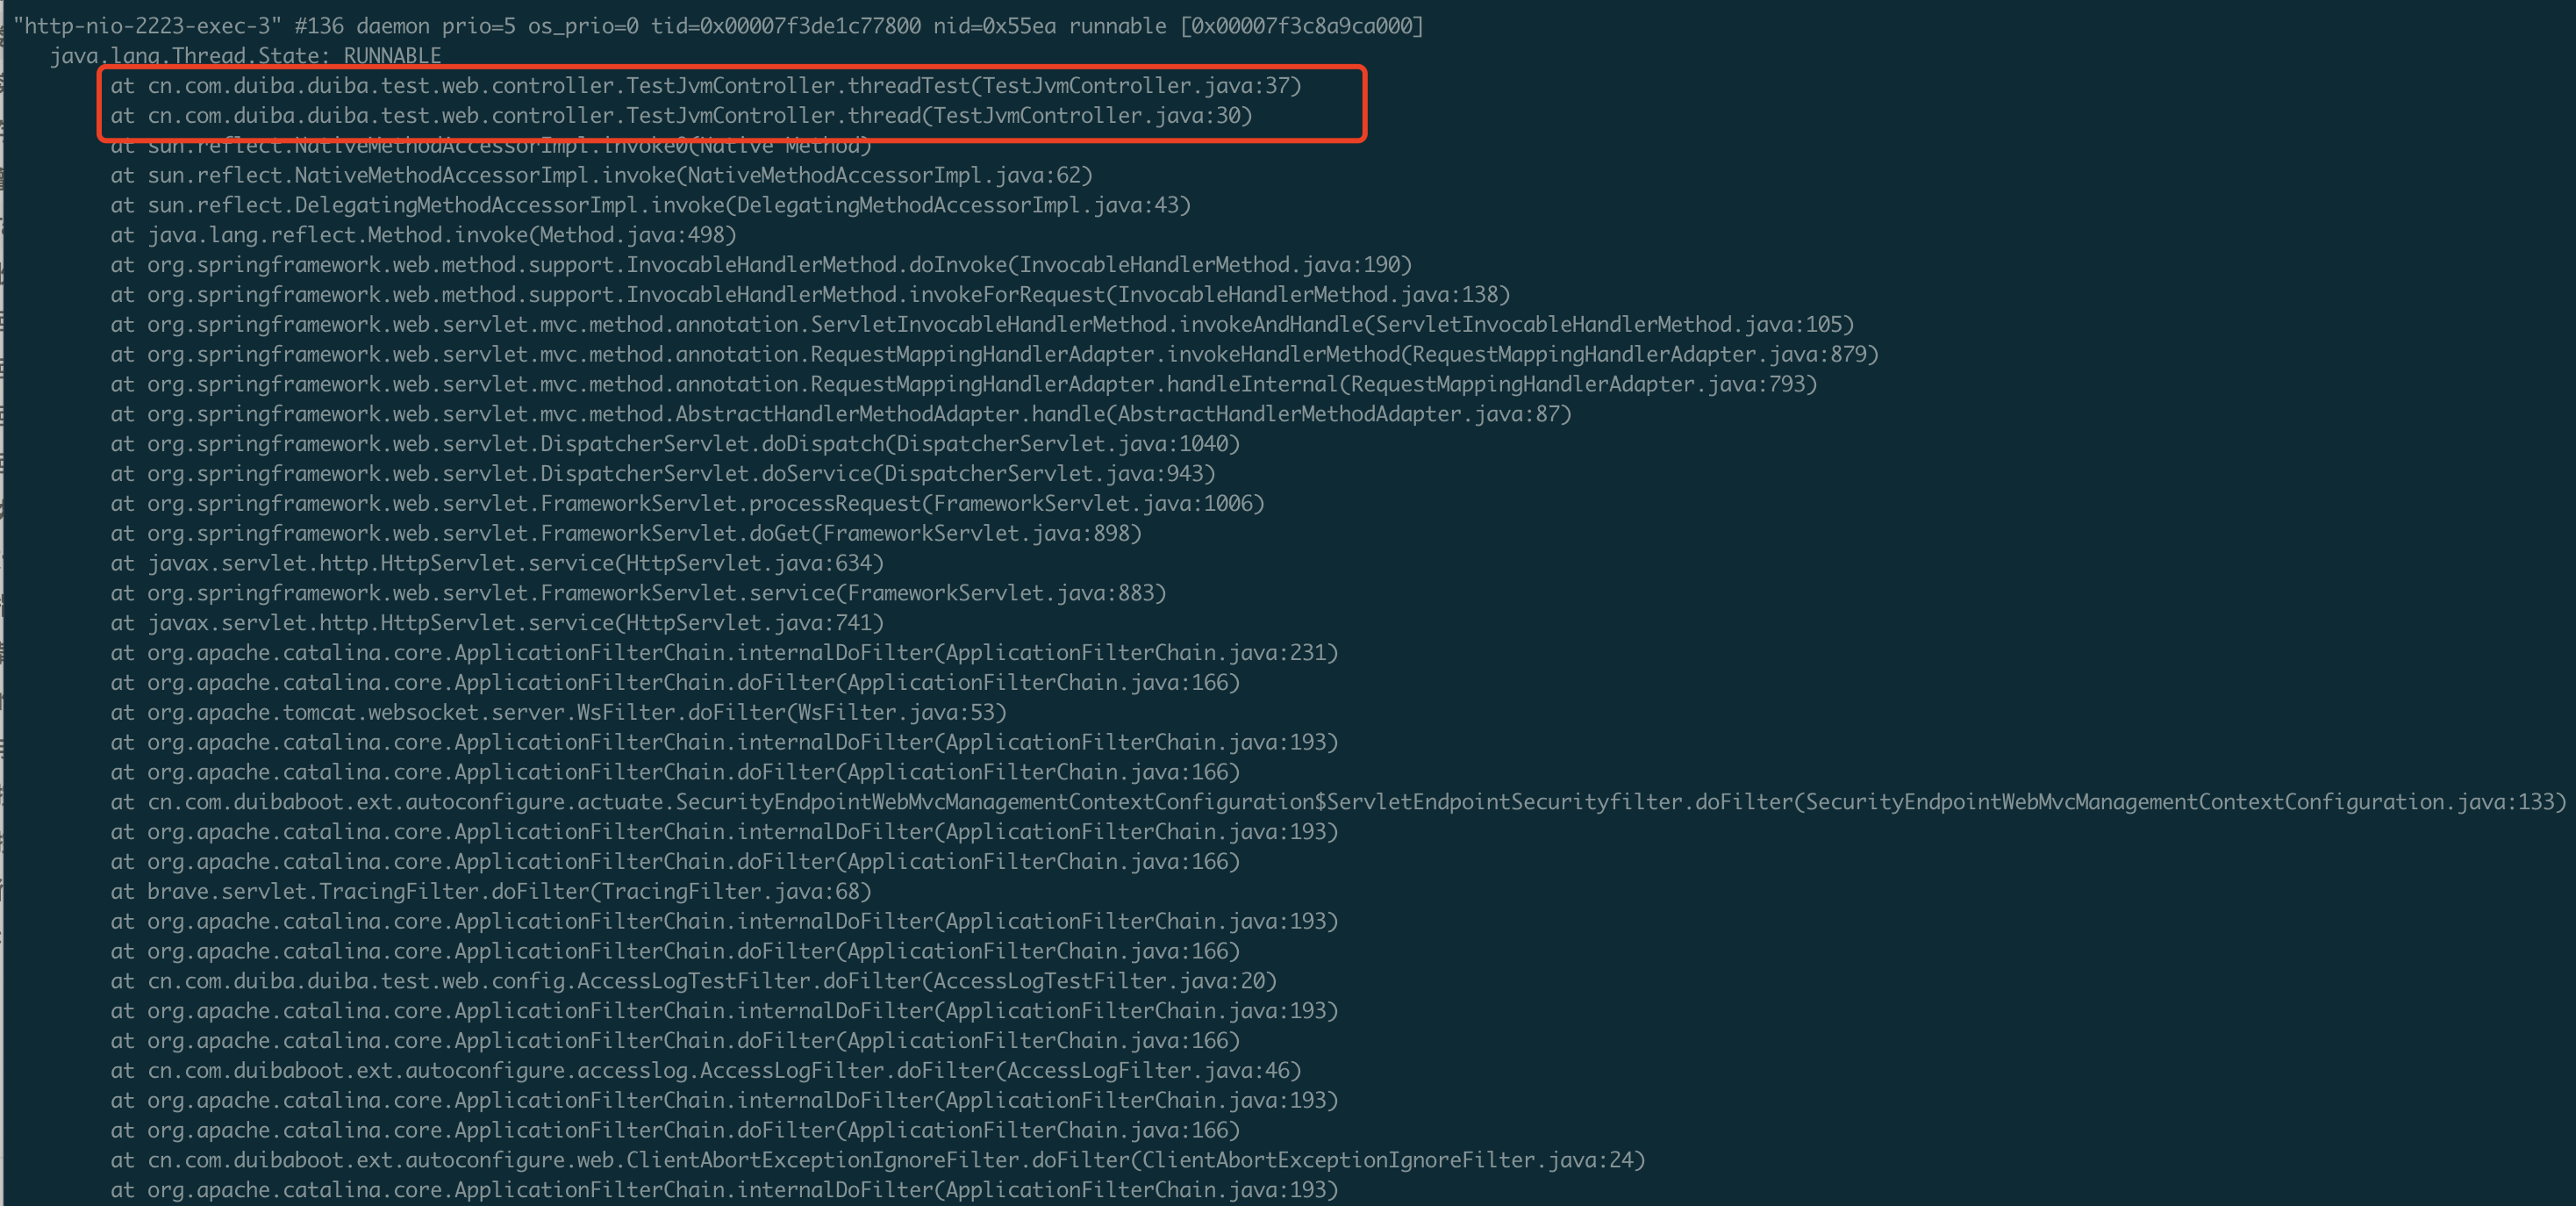 "http-nio-2223-exec-3" #136 daemon prio=5 os_prio=0 tid=0x00007f3de1c77800 nid=0x55ea runnable [0x00007f3c8a9ca000]
java.lang.Thread.State: RUNNABLE
at cn.com.duiba.duiba.test.web.controller.TestJvmController.threadTest(TestJvmController.java:37)
at cn.com.duiba.duiba.test.web.controller.TestJvmController.thread(TestJvmController.java:30)
at sun.reflect.NativeMethodAccessorImpl.invoke0(Native Method)
at sun.reflect.NativeMethodAccessorImpl.invoke(NativeMethodAccessorImpl.java:62)
at sun.reflect.DelegatingMethodAccessorImpl.invoke(DelegatingMethodAccessorImpl.java:43)
at java.lang.reflect.Method.invoke(Method.java:498)
at org.springframework.web.method.support.InvocableHandlerMethod.doInvoke(InvocableHandlerMethod.java:190)
at org.springframework.web.method.support.InvocableHandlerMethod.invokeForRequest(InvocableHandlerMethod.java:138)
at org.springframework.web.servlet.mvc.method.annotation.ServletInvocableHandlerMethod.invokeAndHandle(ServletInvocableHandlerMethod.java:105)
at org.springframework.web.servlet.mvc.method.annotation.RequestMappingHandlerAdapter.invokeHandlerMethod(RequestMappingHandlerAdapter.java:879)
at org.springframework.web.servlet.mvc.method.annotation.RequestMappingHandlerAdapter.handleInternal(RequestMappingHandlerAdapter.java:793)
at org.springframework.web.servlet.mvc.method.AbstractHandlerMethodAdapter.handle(AbstractHandlerMethodAdapter.java:87)
at org.springframework.web.servlet.DispatcherServlet.doDispatch(DispatcherServlet.java:1040)
at org.springframework.web.servlet.DispatcherServlet.doService(DispatcherServlet.java:943)
at org.springframework.web.servlet.FrameworkServlet.processRequest(FrameworkServlet.java:1006)
at org.springframework.web.servlet.FrameworkServlet.doGet(FrameworkServlet.java:898)
at javax.servlet.http.HttpServlet.service(HttpServlet.java:634)
at org.springframework.web.servlet.FrameworkServlet.service(FrameworkServlet.java:883)
at javax.servlet.http.HttpServlet.service(HttpServlet.java:741)
at org.apache.catalina.core.ApplicationFilterChain.internalDoFilter(ApplicationFilterChain.java:231)
at org.apache.catalina.core.ApplicationFilterChain.doFilter(ApplicationFilterChain.java:166)
at org.apache.tomcat.websocket.server.WsFilter.doFilter(WsFilter.java:53)
at org.apache.catalina.core.ApplicationFilterChain.internalDoFilter(ApplicationFilterChain.java:193)
at org.apache.catalina.core.ApplicationFilterChain.doFilter(ApplicationFilterChain.java:166)
at cn.com.duibaboot.ext.autoconfigure.actuate.SecurityEndpointWebMvcManagementContextConfiguration$ServletEndpointSecurityfilter.doFilter(SecurityEndpointWebMvcManagementContextConfiguration.java:133)
at org.apache.catalina.core.ApplicationFilterChain.internalDoFilter(ApplicationFilterChain.java:193)
at org.apache.catalina.core.ApplicationFilterChain.doFilter(ApplicationFilterChain.java:166)
at brave.servlet.TracingFilter.doFilter(TracingFilter.java:68)
at org.apache.catalina.core.ApplicationFilterChain.internalDoFilter(ApplicationFilterChain.java:193)
at org.apache.catalina.core.ApplicationFilterChain.doFilter(ApplicationFilterChain.java:166)
at cn.com.duiba.duiba.test.web.config.AccessLogTestFilter.doFilter(AccessLogTestFilter.java:20)
at org.apache.catalina.core.ApplicationFilterChain.internalDoFilter(ApplicationFilterChain.java:193)
at org.apache.catalina.core.ApplicationFilterChain.doFilter(ApplicationFilterChain.java:166)
at cn.com.duibaboot.ext.autoconfigure.accesslog.AccessLogFilter.doFilter(AccessLogFilter.java:46)
at org.apache.catalina.core.ApplicationFilterChain.internalDoFilter(ApplicationFilterChain.java:193)
at org.apache.catalina.core.ApplicationFilterChain.doFilter(ApplicationFilterChain.java:166)
at cn.com.duibaboot.ext.autoconfigure.web.ClientAbortExceptionIgnoreFilter.doFilter(ClientAbortExceptionIgnoreFilter.java:24)
at org.apache.catalina.core.ApplicationFilterChain.internalDoFilter(ApplicationFilterChain.java:193)